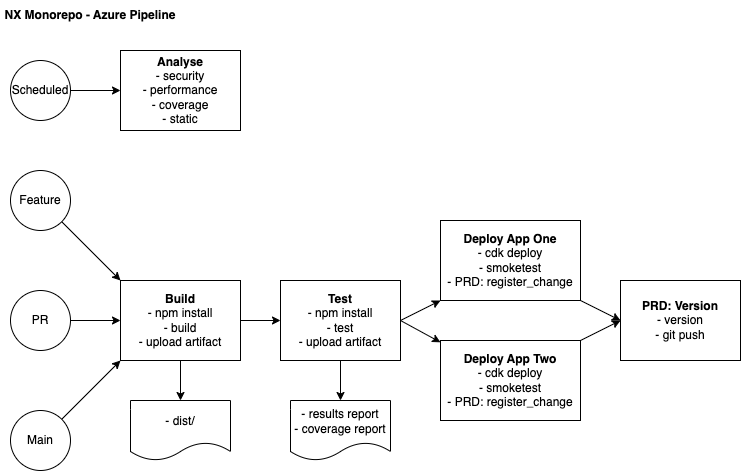 NX Monorepo - Azure Pipeline
Scheduled
Analyse
- security
- performance
- coverage
- static
Feature
PR
Main
Build
- npm install
- build
- upload artifact
- dist/
Test
- npm install
- test
- upload artifact
- results report
- coverage report
Deploy App One
- cdk deploy
- smoketest
- PRD: register_change
Deploy App Two
- cdk deploy
- smoketest
- PRD: register_change
PRD: Version
- version
- git push